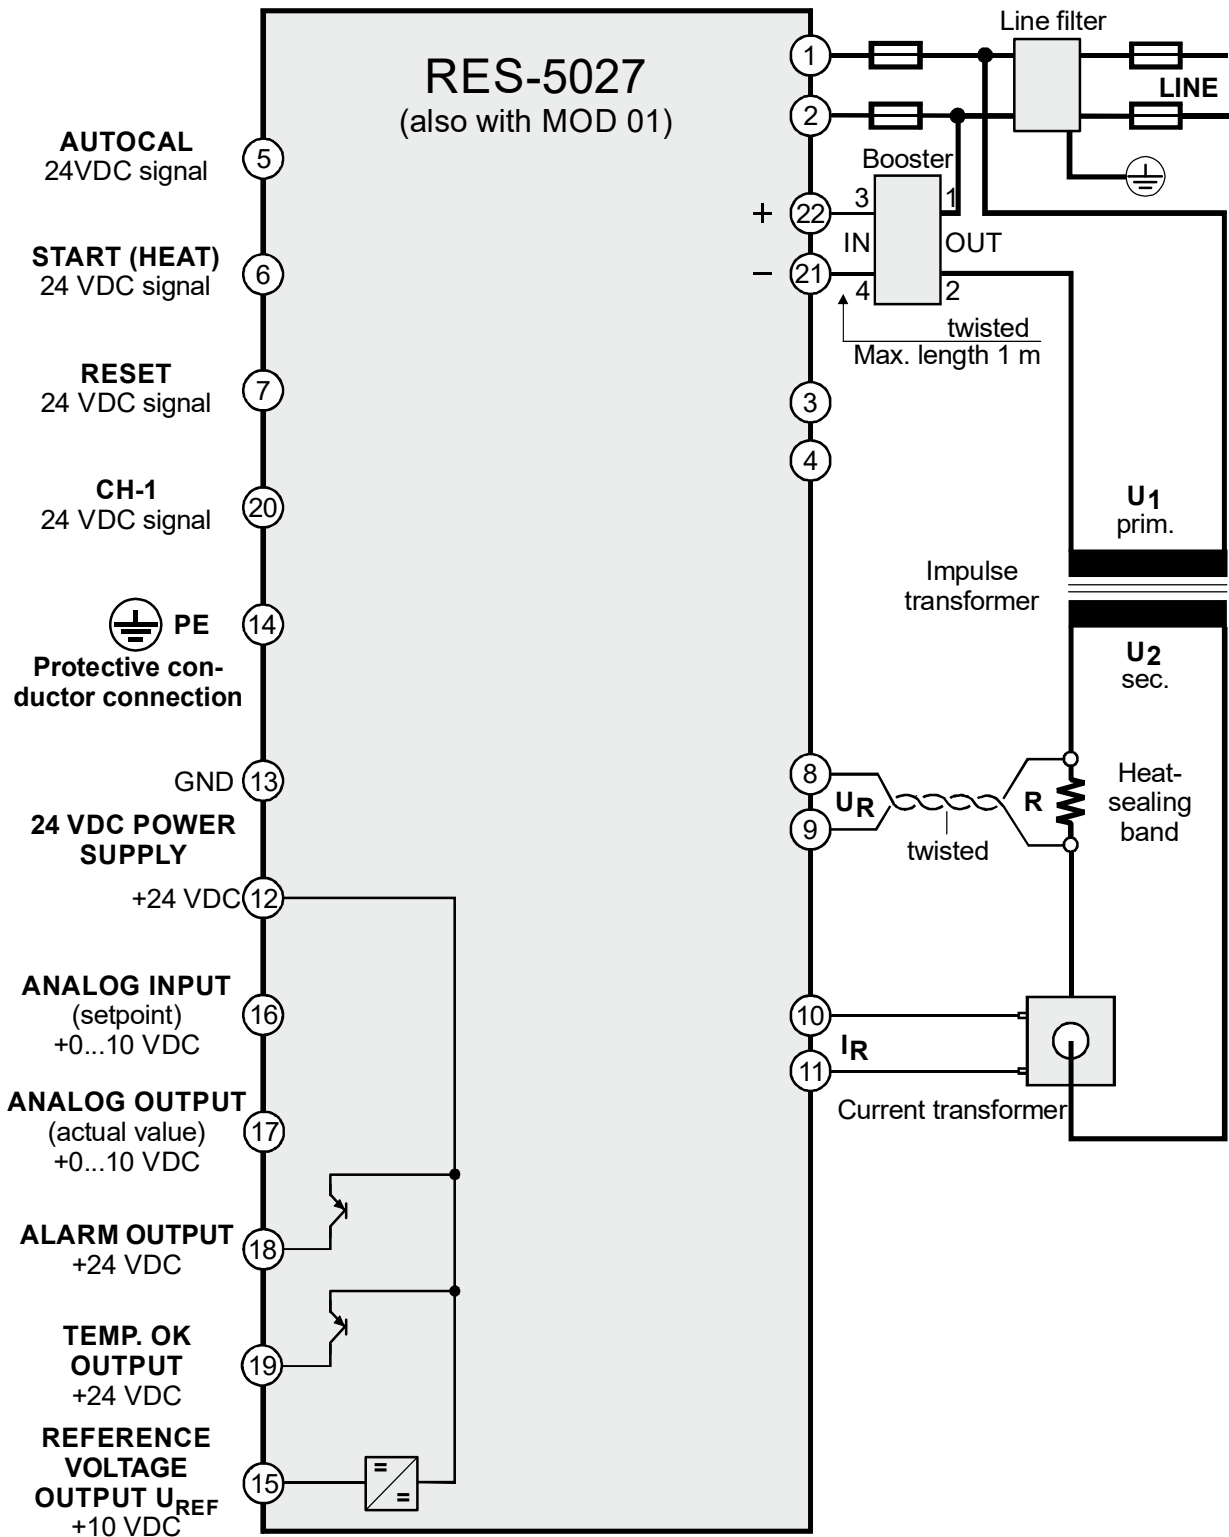 RES-5027
(also with MOD 01)
AUTOCAL
24VDC signal
5
START (HEAT)
24 VDC signal
6
RESET
24 VDC signal
7
CH-1
24 VDC signal
20
PE
14
Protective con-
ductor connection
GND
13
24 VDC POWER
SUPPLY
+24 VDC
12
ANALOG INPUT
(setpoint)
+0...10 VDC
16
ANALOG OUTPUT
(actual value)
+0...10 VDC
17
ALARM OUTPUT
+24 VDC
18
TEMP. OK
OUTPUT
+24 VDC
19
REFERENCE
VOLTAGE
OUTPUT UREF
+10 VDC
15
1
2
Line filter
LINE
Booster
+
22
3
1
IN
OUT
−
21
4
2
twisted
Max. length 1 m
3
4
U1
prim.
Impulse
transformer
U2
sec.
8
9
UR
twisted
R
Heat-
sealing
band
10
11
IR
Current transformer